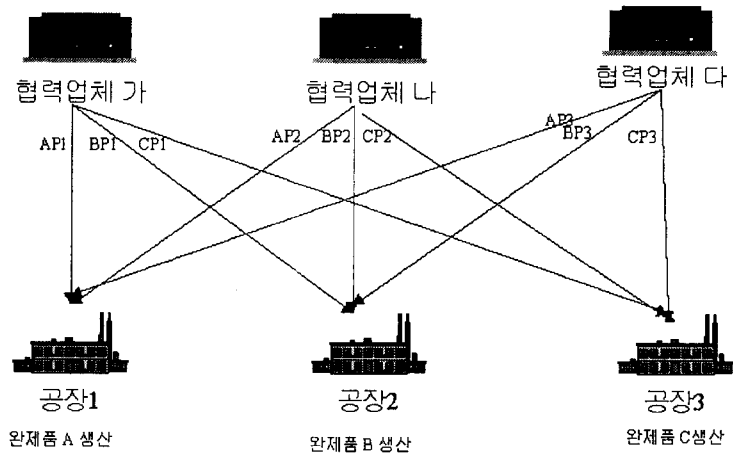 협력업체 가
협력업체 나
협력업체 다
AP1
BP1
CP1
AP2
BP2
CP2
AP3
BP3
CP3
공장1
공장2
공장3
완제품 A 생산
완제품 B 생산
완제품 C생산